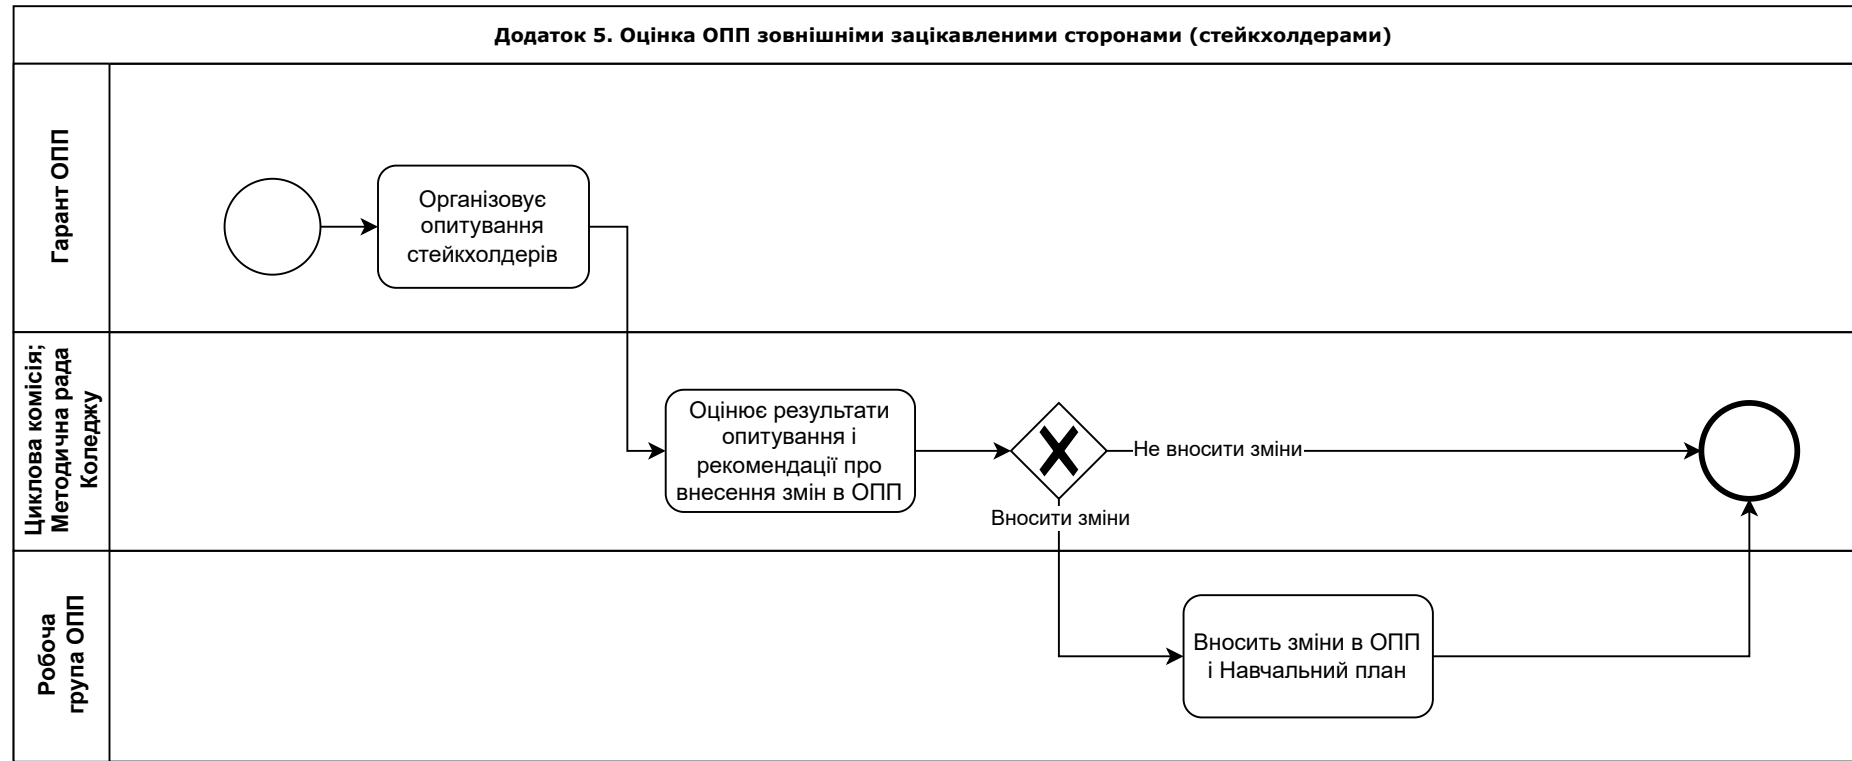 Додаток 5. Оцінка ОПП зовнішніми зацікавленими сторонами (стейкхолдерами)
Гарант ОПП
Організовує
опитування
стейкхолдерів
Циклова комісія;
Методична рада
Коледжу
Оцінює результати
опитування і
рекомендації про
внесення змін в ОПП
Не вносити зміни
Вносити зміни
Робоча
група ОПП
Вносить зміни в ОПП
і Навчальний план